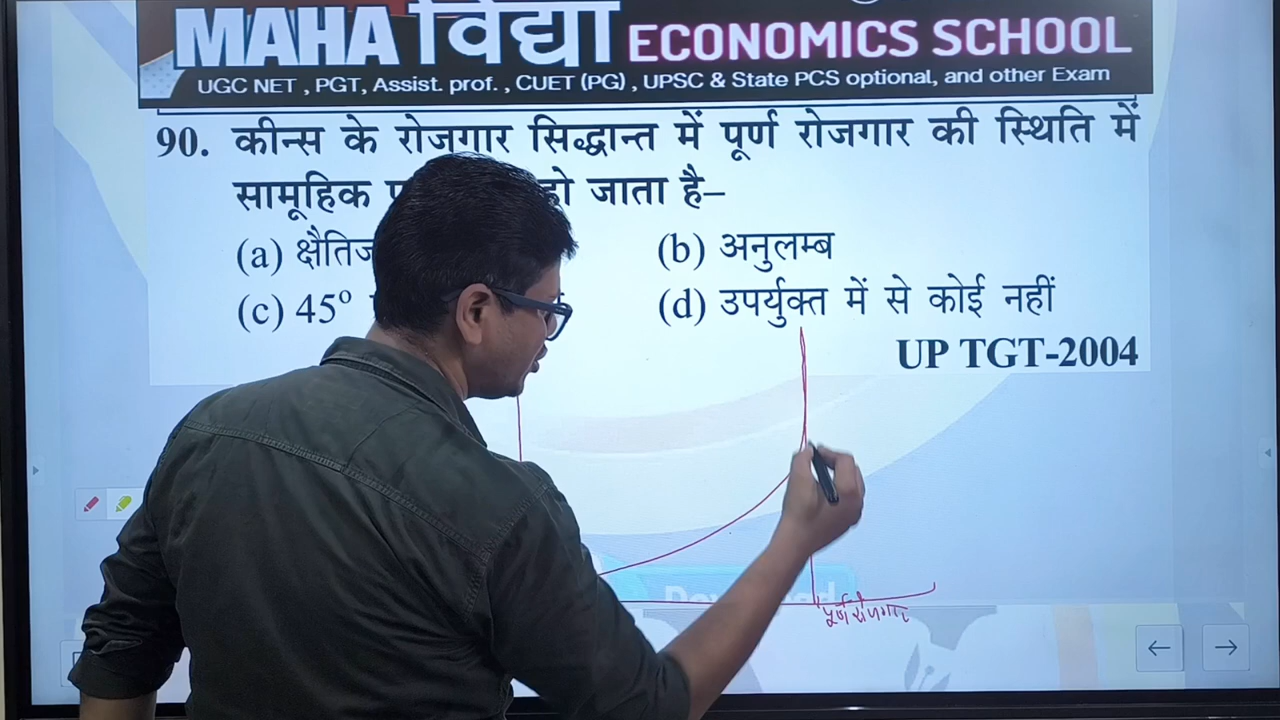 MAHA विद्या ECONOMICS SCHOOL
UGC NET , PGT, Assist. prof. , CUET (PG) , UPSC & State PCS optional, and other Exam
90. कीन्स के रोजगार सिद्धान्त में पूर्ण रोजगार की स्थिति में
सामूहिक हो जाता है–
(a) क्षैतिज (b) अनुलम्ब
(c) 45º (d) उपर्युक्त में से कोई नहीं
UP TGT-2004
पूर्ण रोजगार